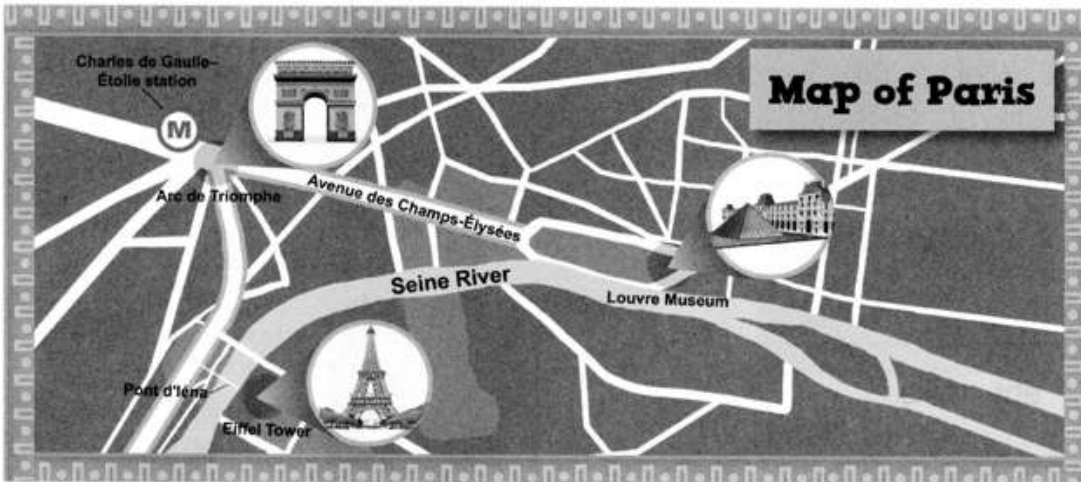 Map of Paris
Charles de Gaulle–
Étoile station
M
Arc de Triomphe
Avenue des Champs-Élysées
Seine River
Louvre Museum
Pont d'Iéna
Eiffel Tower